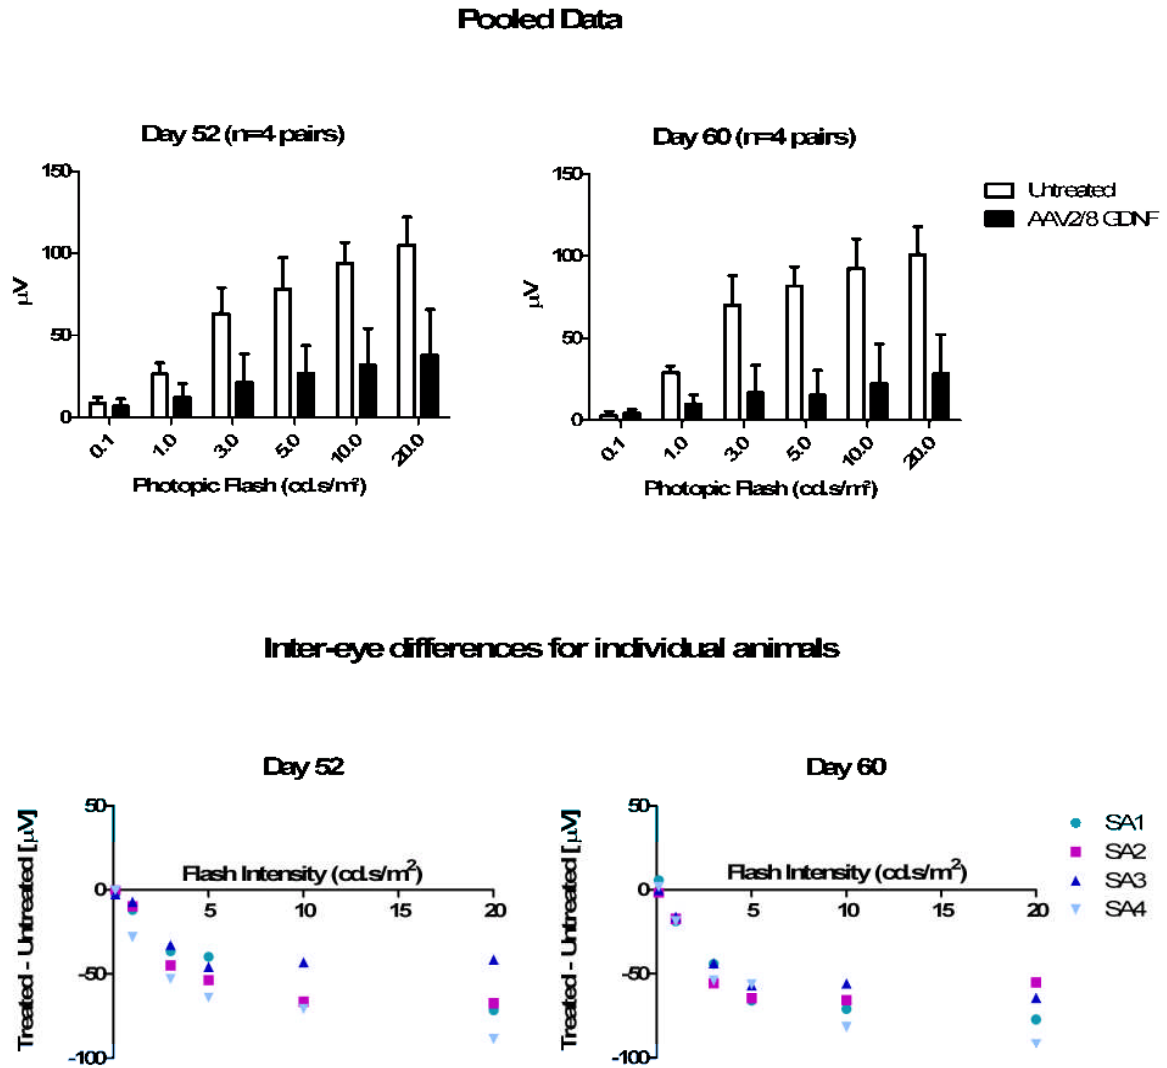 Pooled Data
Day 52 (n=4 pairs)
150
100
50
0
µV
0.1
1.0
3.0
5.0
10.0
20.0
Photopic Flash (cd.s/m²)
Day 60 (n=4 pairs)
150
100
50
0
µV
0.1
1.0
3.0
5.0
10.0
20.0
Photopic Flash (cd.s/m²)
Untreated
AAV2/8 GDNF
Inter-eye differences for individual animals
Day 52
Treated - Untreated [µV]
50
0
-50
-100
Flash Intensity (cd.s/m²)
5
10
15
20
Day 60
Treated - Untreated [µV]
50
0
-50
-100
Flash Intensity (cd.s/m²)
5
10
15
20
SA1
SA2
SA3
SA4